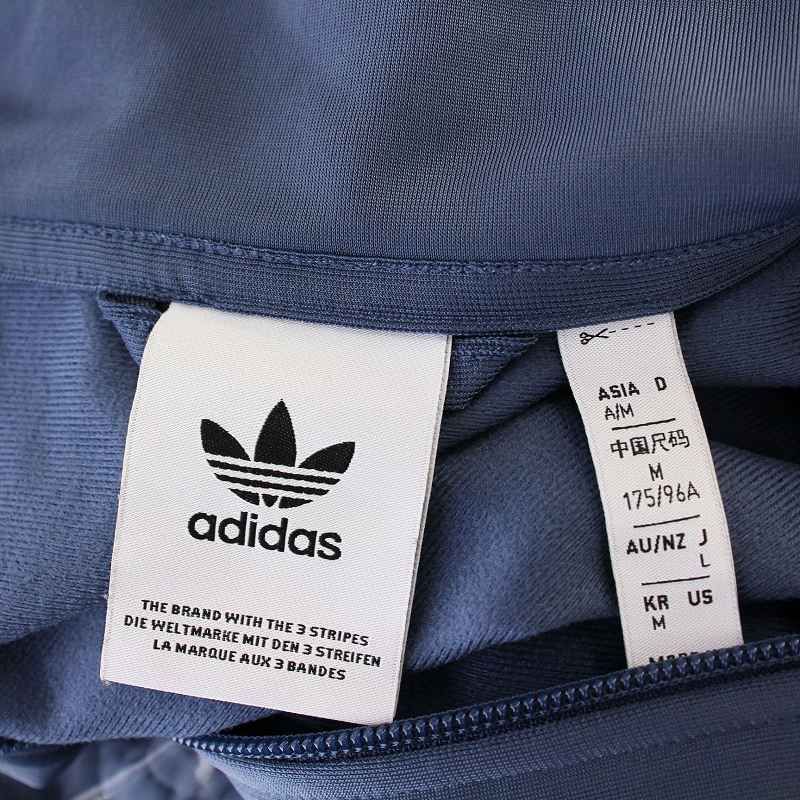 adidas
THE BRAND WITH THE 3 STRIPES
DIE WELTMARKE MIT DEN 3 STREIFEN
LA MARQUE AUX 3 BANDES
ASIA D
A/M
中国尺码
M
175/96A
AU/NZ J
L
KR US
M